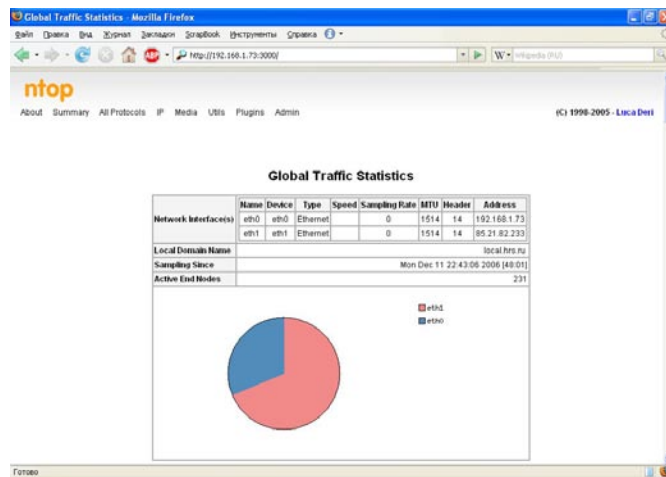 Global Traffic Statistics - Mozilla Firefox
Файл Правка Вид Журнал Закладки ScrapBook Инструменты Справка
ABP http://192.168.1.73:3000/ W Wikipedia (RU)
ntop
About Summary All Protocols IP Media Utils Plugins Admin (C) 1998-2005 - Luca Deri
Global Traffic Statistics
Name Device Type Speed Sampling Rate MTU Header Address
Network Interface(s) eth0 eth0 Ethernet 0 1514 14 192.168.1.73
eth1 eth1 Ethernet 0 1514 14 85.21.82.233
Local Domain Name local.hrs.ru
Sampling Since Mon Dec 11 22:43:06 2006 [48:01]
Active End Nodes 231
eth1
eth0
Готово